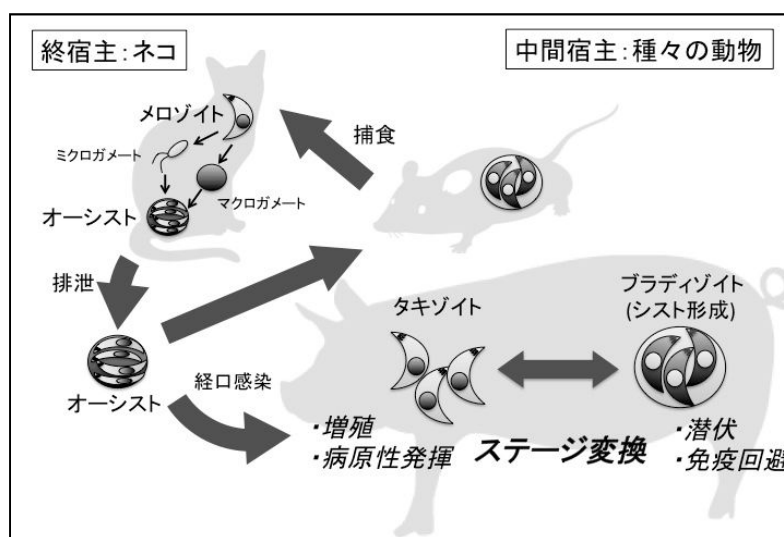 終宿主：ネコ
中間宿主：種々の動物
メロゾイト
ミクロガメート
マクロガメート
オーシスト
捕食
排泄
オーシスト
経口感染
タキゾイト
ブラディゾイト
(シスト形成)
・増殖
・病原性発揮
ステージ変換
・潜伏
・免疫回避